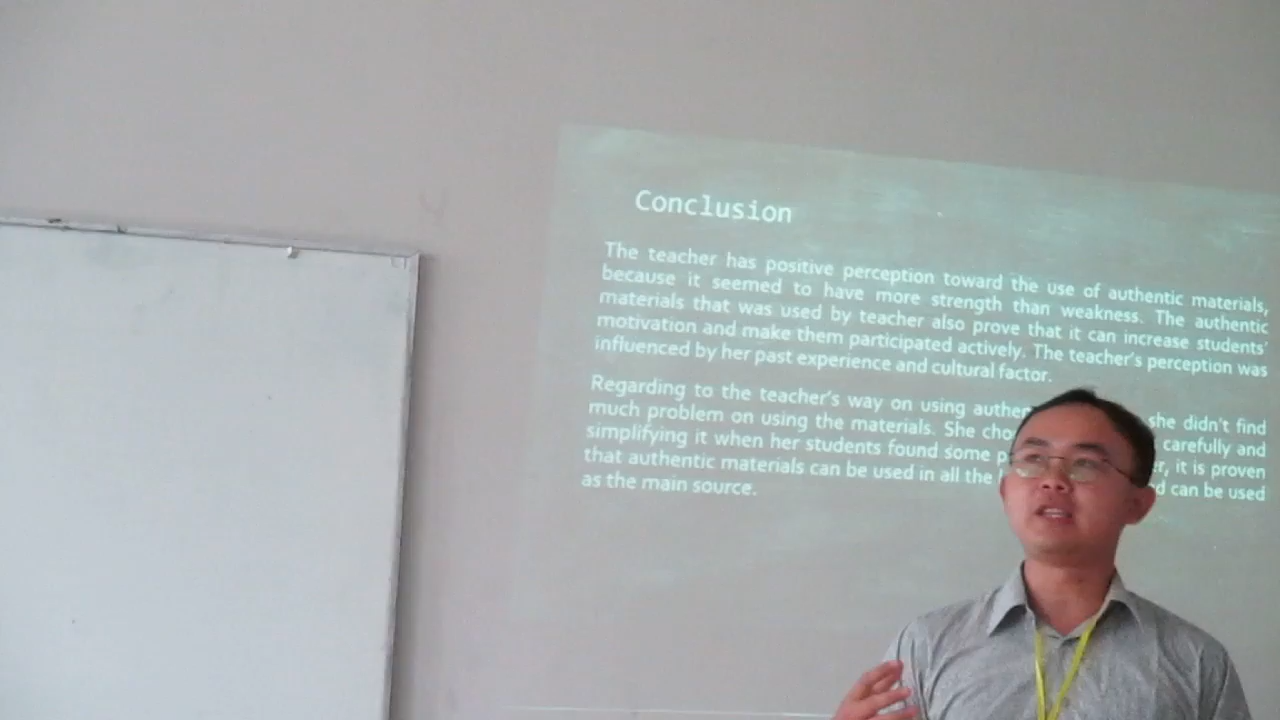 Conclusion
The teacher has positive perception toward the use of authentic materials,
because it seemed to have more strength than weakness. The authentic
materials that was used by teacher also prove that it can increase students'
motivation and make them participated actively. The teacher's perception was
influenced by her past experience and cultural factor.
Regarding to the teacher's way on using she didn't find
much problem on using the materials. She carefully and
simplifying it when her students found some it is proven
that authentic materials can be used in all the can be used
as the main source.